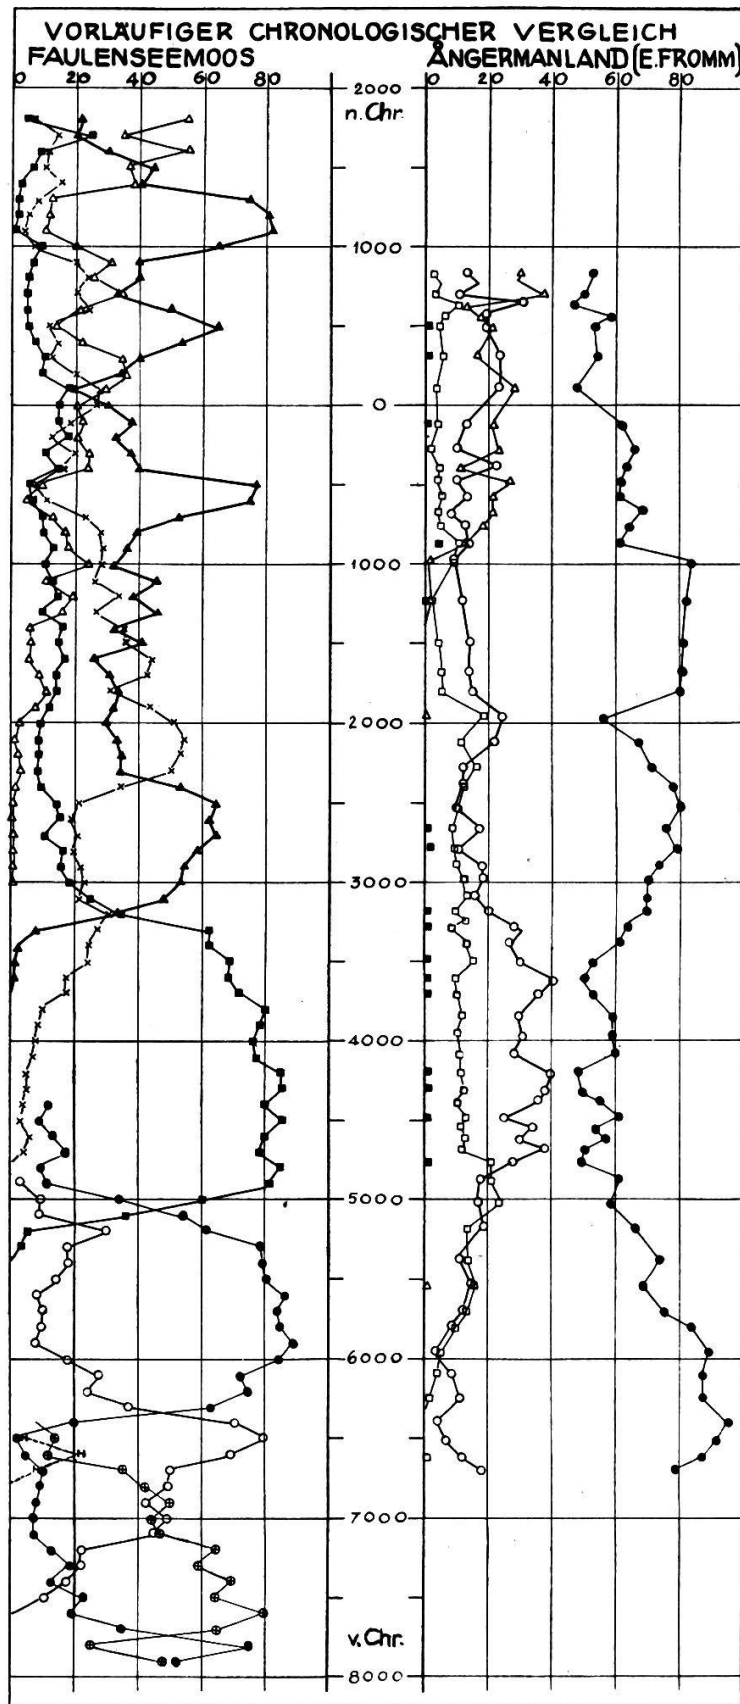 VORLÄUFIGER CHRONOLOGISCHER VERGLEICH
FAULENSEEMOOS ÅNGERMANLAND (E.FROMM)
0 20 40 60 80 0 20 40 60 80
2000
n.Chr.
1000
0
1000
2000
3000
4000
5000
6000
7000
v.Chr.
8000